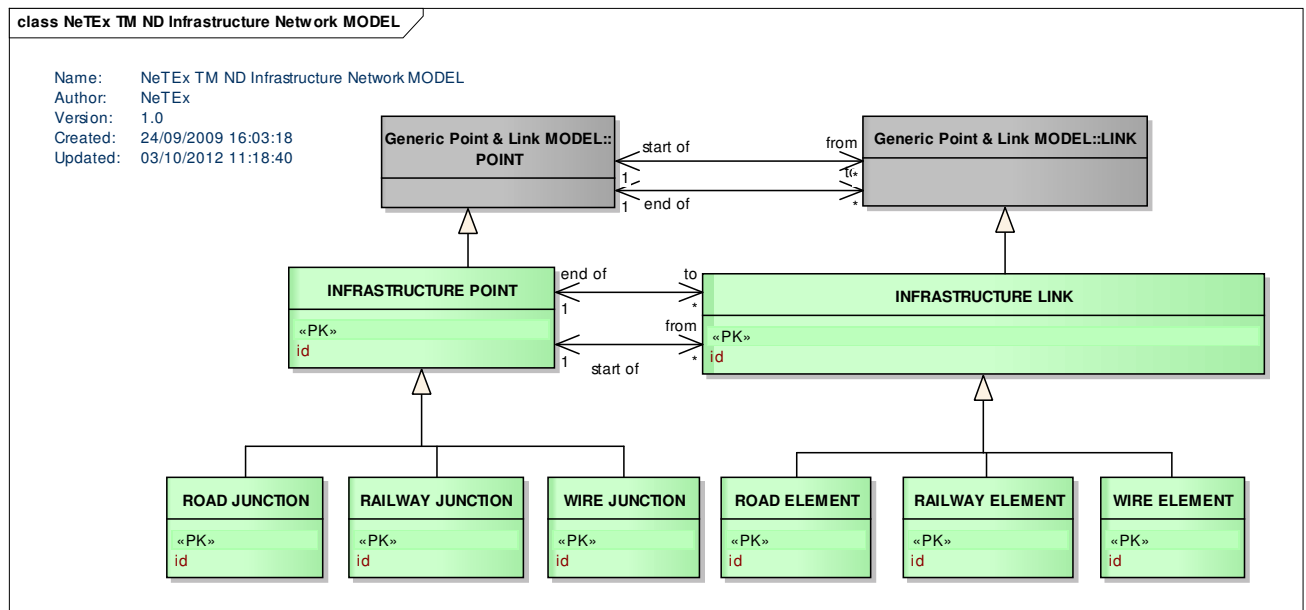 class NeTEx TM ND Infrastructure Network MODEL
Name: NeTEx TM ND Infrastructure Network MODEL
Author: NeTEx
Version: 1.0
Created: 24/09/2009 16:03:18
Updated: 03/10/2012 11:18:40
Generic Point & Link MODEL::
POINT
Generic Point & Link MODEL::LINK
start of
from
1
to
*
1
end of
*
INFRASTRUCTURE POINT
«PK»
id
INFRASTRUCTURE LINK
«PK»
id
end of
to
1
*
from
1
start of
*
ROAD JUNCTION
«PK»
id
RAILWAY JUNCTION
«PK»
id
WIRE JUNCTION
«PK»
id
ROAD ELEMENT
«PK»
id
RAILWAY ELEMENT
«PK»
id
WIRE ELEMENT
«PK»
id